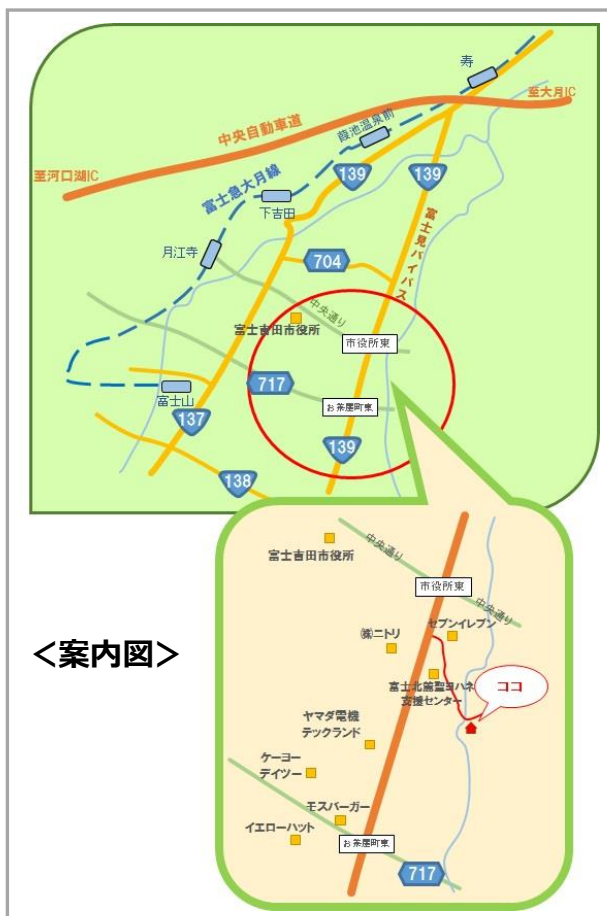 寿
至大月IC
中央自動車道
葭池温泉前
至河口湖IC
富士急大月線
139
139
下吉田
富士見バイパス
月江寺
704
中央通り
富士吉田市役所
市役所東
717
富士山
お茶屋町東
137
139
138
<案内図>
中央通り
富士吉田市役所
市役所東
中央通り
セブンイレブン
㈱ニトリ
富士北麓聖ヨハネ
支援センター
ココ
ヤマダ電機
テックランド
ケーヨー
デイツー
モスバーガー
イエローハット
お茶屋町東
717